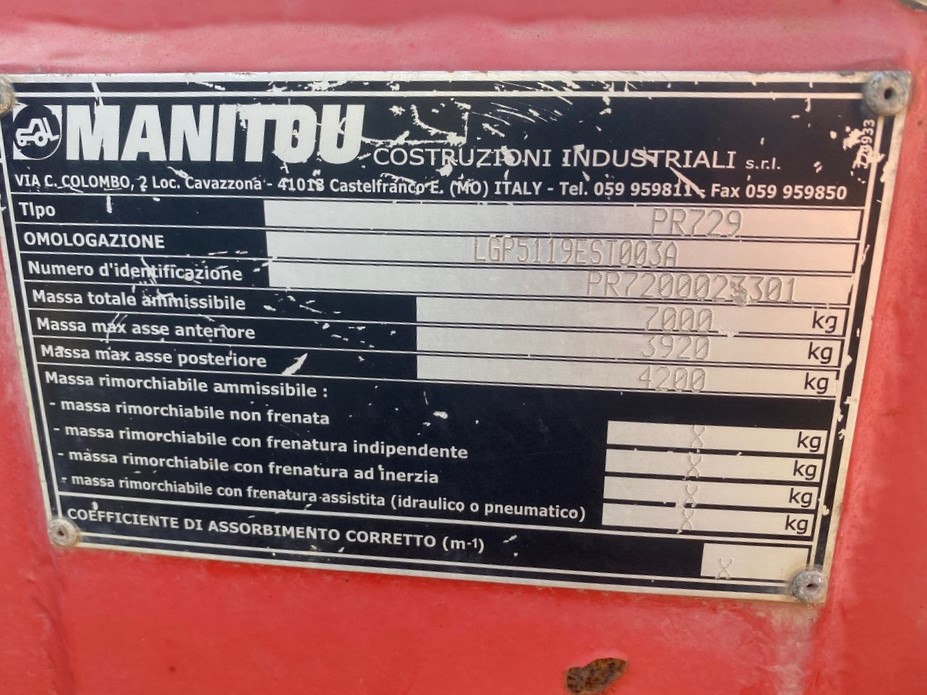 MANITOU COSTRUZIONI INDUSTRIALI s.r.l.
VIA C. COLOMBO, 2 Loc. Cavazzona - 41013 Castelfranco E. (MO) ITALY - Tel. 059 959811 - Fax 059 959850
Tipo PR729
OMOLOGAZIONE LGP5119EST003A
Numero d'identificazione
Massa totale ammissibile 7000 kg
Massa max asse anteriore 3920 kg
Massa max asse posteriore 4200 kg
Massa rimorchiabile ammissibile :
- massa rimorchiabile non frenata X kg
- massa rimorchiabile con frenatura indipendente X kg
- massa rimorchiabile con frenatura ad inerzia X kg
- massa rimorchiabile con frenatura assistita (idraulico o pneumatico) X kg
COEFFICIENTE DI ASSORBIMENTO CORRETTO (m-1) X